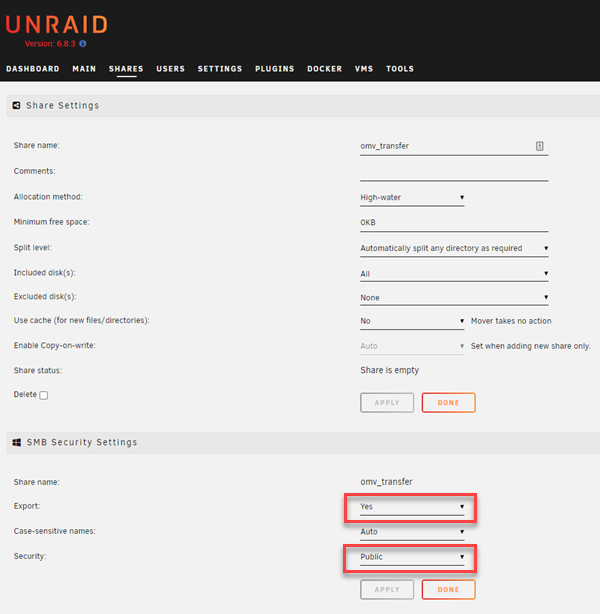 UNRAID
Version: 6.8.3
DASHBOARD MAIN SHARES USERS SETTINGS PLUGINS DOCKER VMS TOOLS
Share Settings
Share name: omv_transfer
Comments:
Allocation method: High-water
Minimum free space: 0KB
Split level: Automatically split any directory as required
Included disk(s): All
Excluded disk(s): None
Use cache (for new files/directories): No Mover takes no action
Enable Copy-on-write: Auto Set when adding new share only.
Share status: Share is empty
Delete APPLY DONE
SMB Security Settings
Share name: omv_transfer
Export: Yes
Case-sensitive names: Auto
Security: Public
APPLY DONE